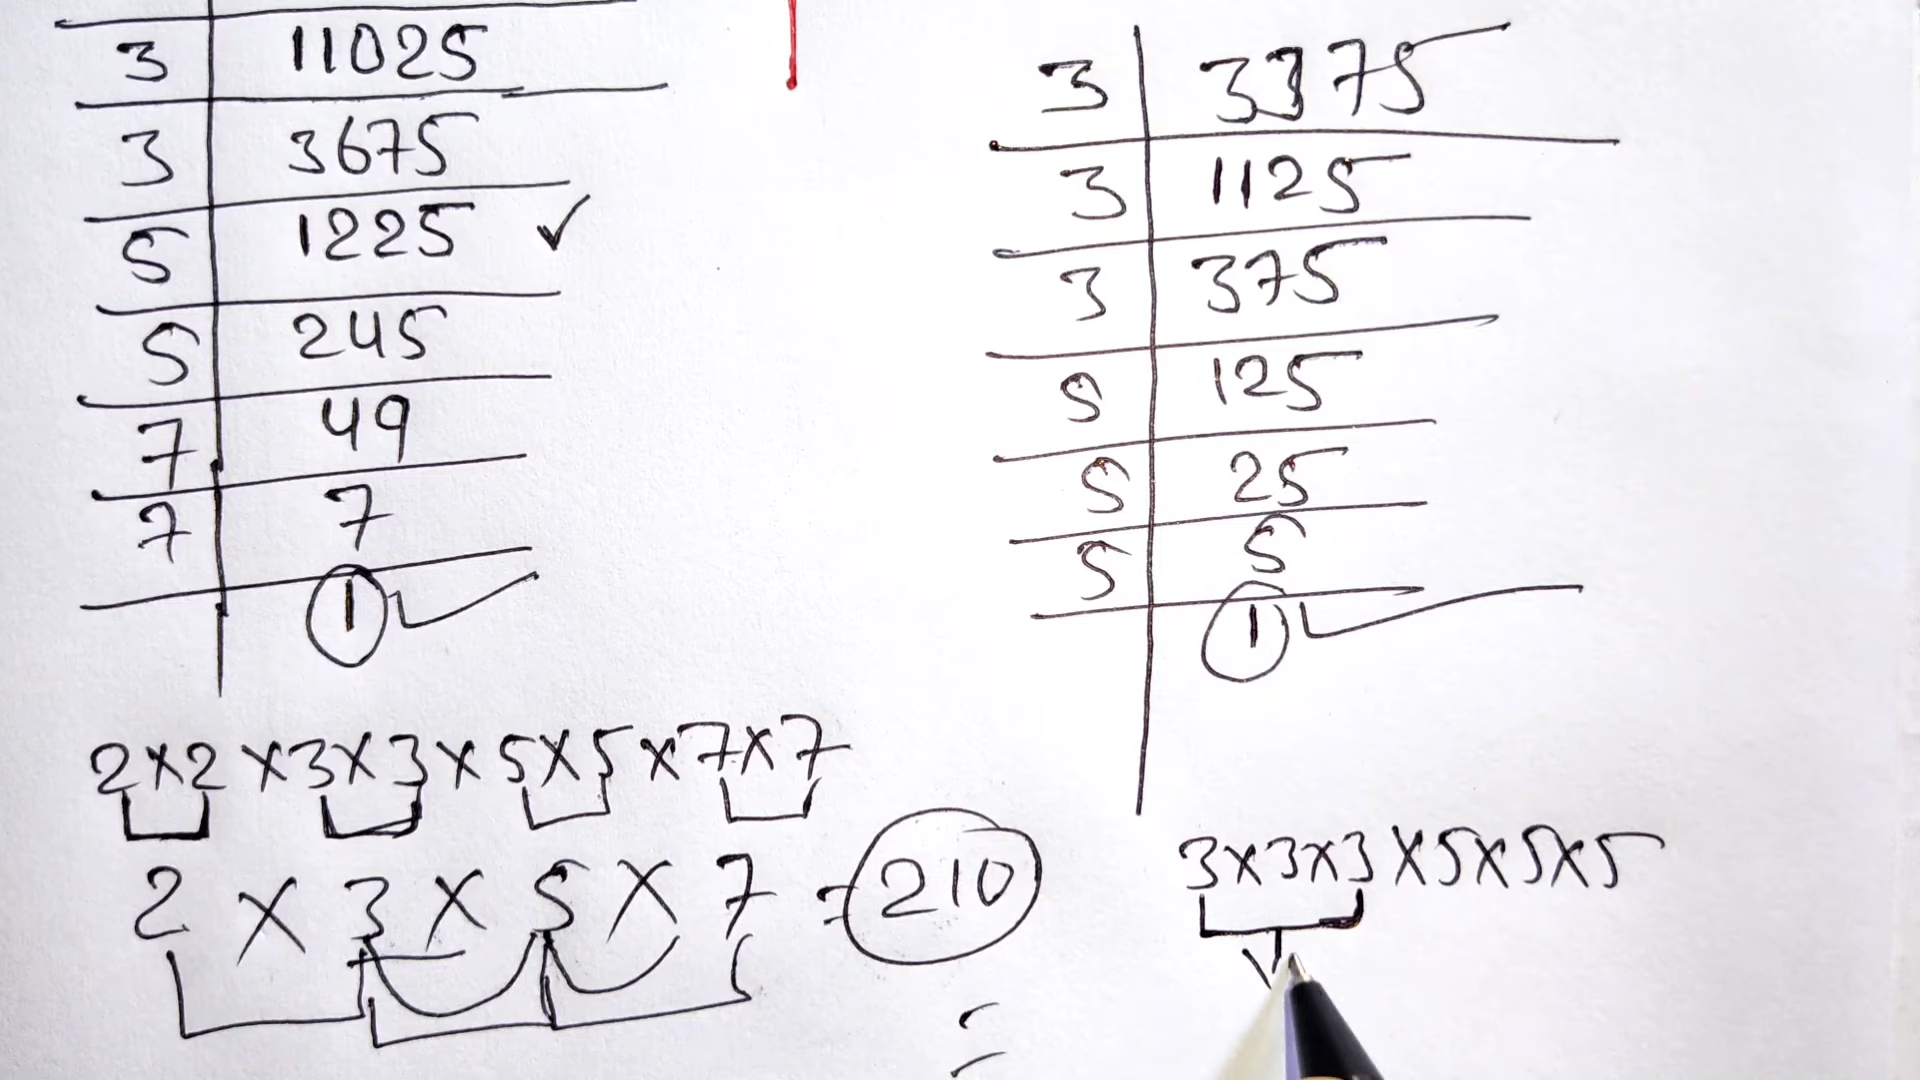 3 | 11025
3 | 3675
5 | 1225 ✓
5 | 245
7 | 49
7 | 7
1
2×2×3×3×5×5×7×7
2×3×5×7=210
=
3 | 3375
3 | 1125
3 | 375
5 | 125
5 | 25
5 | 5
1
3×3×3×5×5×5